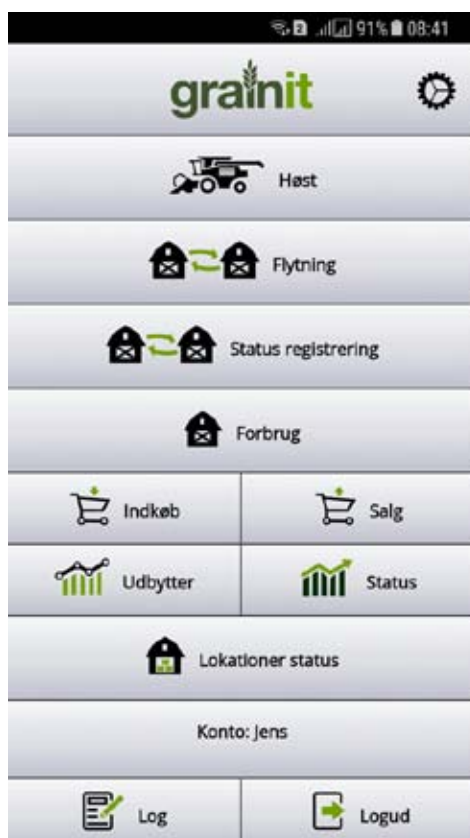 2 91% 08:41
grainit
Høst
Flytning
Status registrering
Forbrug
Indkøb Salg
Udbytter Status
Lokationer status
Konto: Jens
Log Logud